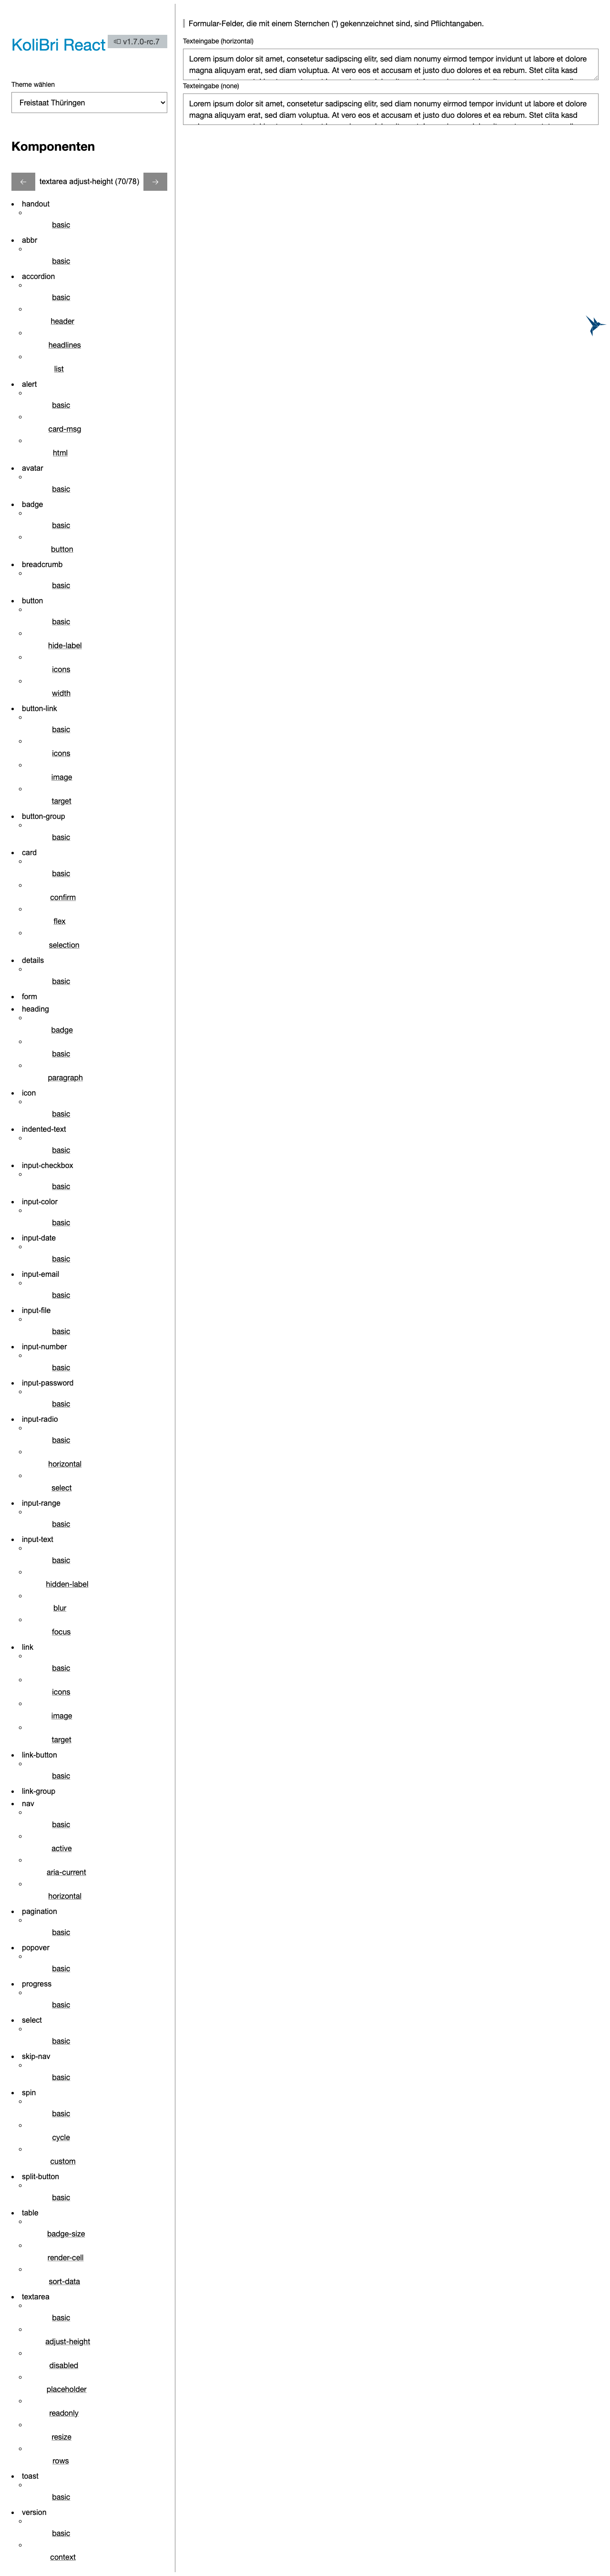 KoliBri React
v1.7.0-rc.7
Theme wählen
Freistaat Thüringen
Komponenten
← textarea adjust-height (70/78) →
handout
basic
abbr
basic
accordion
basic
header
headlines
list
alert
basic
card-msg
html
avatar
basic
badge
basic
button
breadcrumb
basic
button
basic
hide-label
icons
width
button-link
basic
icons
image
target
button-group
basic
card
basic
confirm
flex
selection
details
basic
form
heading
badge
basic
paragraph
icon
basic
indented-text
basic
input-checkbox
basic
input-color
basic
input-date
basic
input-email
basic
input-file
basic
input-number
basic
input-password
basic
input-radio
basic
horizontal
select
input-range
basic
input-text
basic
hidden-label
blur
focus
link
basic
icons
image
target
link-button
basic
link-group
nav
basic
active
aria-current
horizontal
pagination
basic
popover
basic
progress
basic
select
basic
skip-nav
basic
spin
basic
cycle
custom
split-button
basic
table
badge-size
render-cell
sort-data
textarea
basic
adjust-height
disabled
placeholder
readonly
resize
rows
toast
basic
version
basic
context
Formular-Felder, die mit einem Sternchen (*) gekennzeichnet sind, sind Pflichtangaben.
Texteingabe (horizontal)
Lorem ipsum dolor sit amet, consetetur sadipscing elitr, sed diam nonumy eirmod tempor invidunt ut labore et dolore
magna aliquyam erat, sed diam voluptua. At vero eos et accusam et justo duo dolores et ea rebum. Stet clita kasd
Texteingabe (none)
Lorem ipsum dolor sit amet, consetetur sadipscing elitr, sed diam nonumy eirmod tempor invidunt ut labore et dolore
magna aliquyam erat, sed diam voluptua. At vero eos et accusam et justo duo dolores et ea rebum. Stet clita kasd